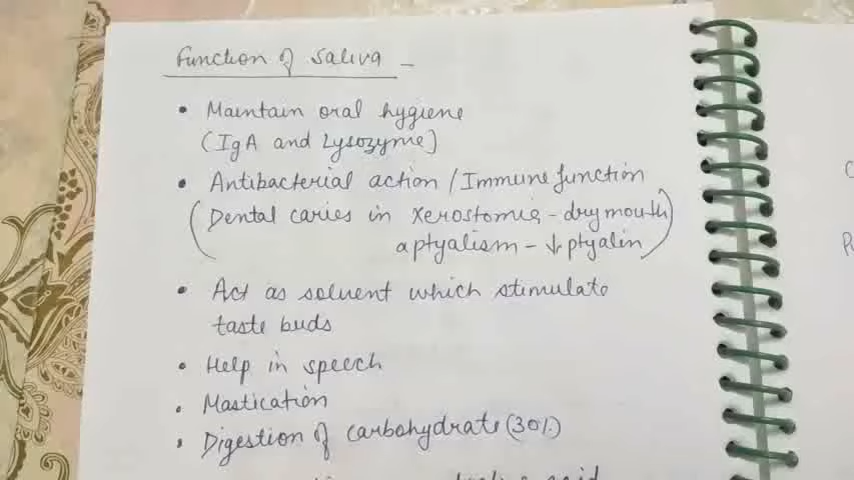 Function of Saliva -
• Maintain oral hygiene
(IgA and Lysozyme)
• Antibacterial action / Immune function
(Dental caries in Xerostomia - dry mouth
aptyalism - ↓ ptyalin)
• Act as solvent which stimulate
taste buds
• Help in speech
• Mastication
• Digestion of carbohydrate (30%)
acid